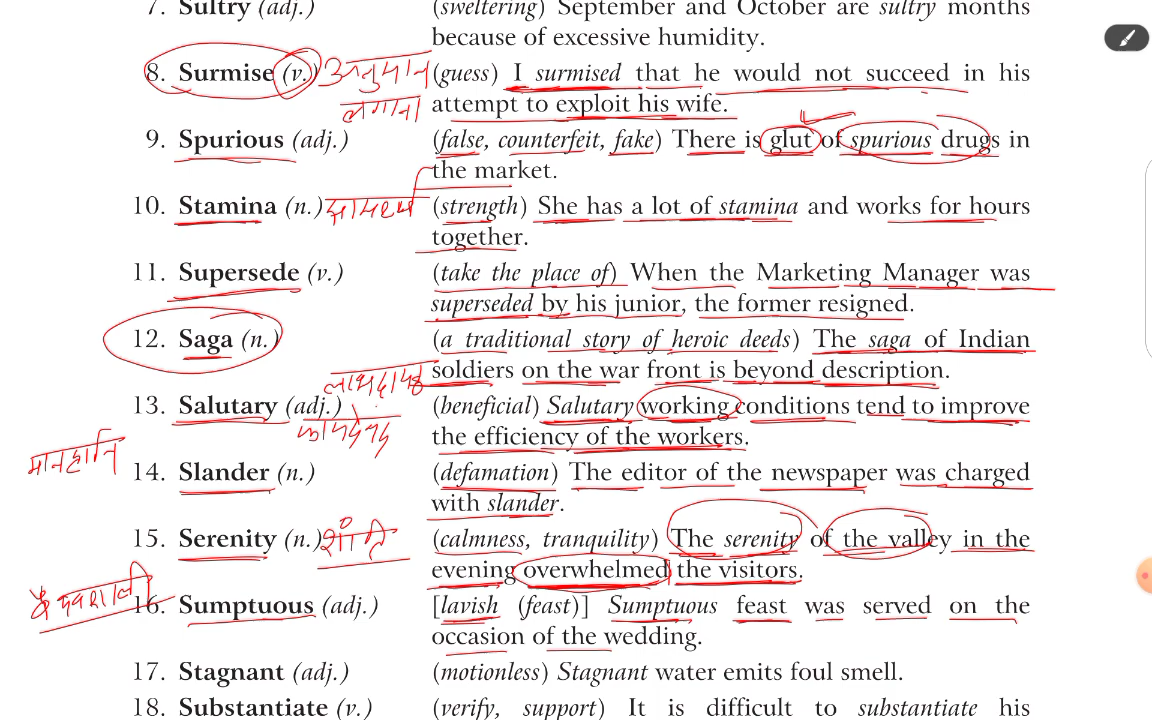 7. Sultry (adj.) (sweltering) September and October are sultry months
because of excessive humidity.
8. Surmise (v.) अनुमान (guess) I surmised that he would not succeed in his
लगाना attempt to exploit his wife.
9. Spurious (adj.) (false, counterfeit, fake) There is glut of spurious drugs in
the market.
10. Stamina (n.) सामर्थ्य (strength) She has a lot of stamina and works for hours
together.
11. Supersede (v.) (take the place of) When the Marketing Manager was
superseded by his junior, the former resigned.
12. Saga (n.) (a traditional story of heroic deeds) The saga of Indian
soldiers on the war front is beyond description.
लाभदायक
13. Salutary (adj.) (beneficial) Salutary working conditions tend to improve
फायदेमंद the efficiency of the workers.
मानहानि
14. Slander (n.) (defamation) The editor of the newspaper was charged
with slander.
15. Serenity (n.) शांति (calmness, tranquility) The serenity of the valley in the
evening overwhelmed the visitors.
16. Sumptuous (adj.) [lavish (feast)] Sumptuous feast was served on the
occasion of the wedding.
17. Stagnant (adj.) (motionless) Stagnant water emits foul smell.
18. Substantiate (v.) (verify, support) It is difficult to substantiate his